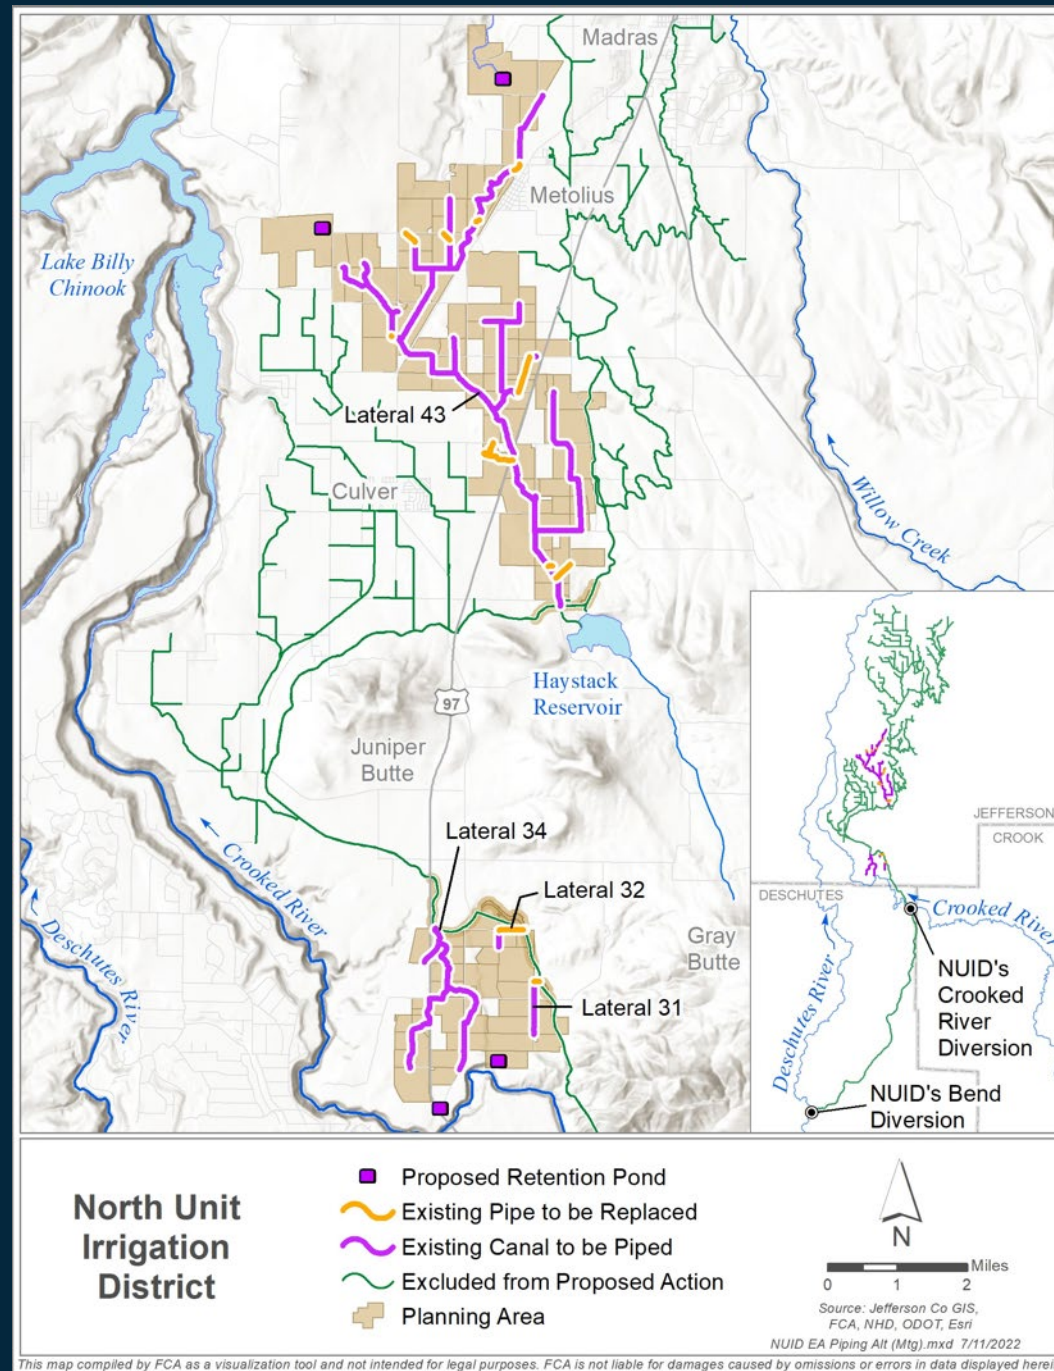 Madras
Metolius
Lake Billy
Chinook
Lateral 43
Culver
Willow Creek
Haystack
Reservoir
97
Juniper
Butte
JEFFERSON
CROOK
Lateral 34
Crooked River
Lateral 32
DESCHUTES
Crooked River
Deschutes River
Gray
Butte
NUID's
Crooked
River
Diversion
Lateral 31
Deschutes River
NUID's Bend
Diversion
North Unit
Irrigation
District
Proposed Retention Pond
Existing Pipe to be Replaced
Existing Canal to be Piped
Excluded from Proposed Action
Planning Area
N
Miles
0 1 2
Source: Jefferson Co GIS,
FCA, NHD, ODOT, Esri
NUID EA Piping Alt (Mtg).mxd 7/11/2022
This map compiled by FCA as a visualization tool and not intended for legal purposes. FCA is not liable for damages caused by omissions or errors in data displayed